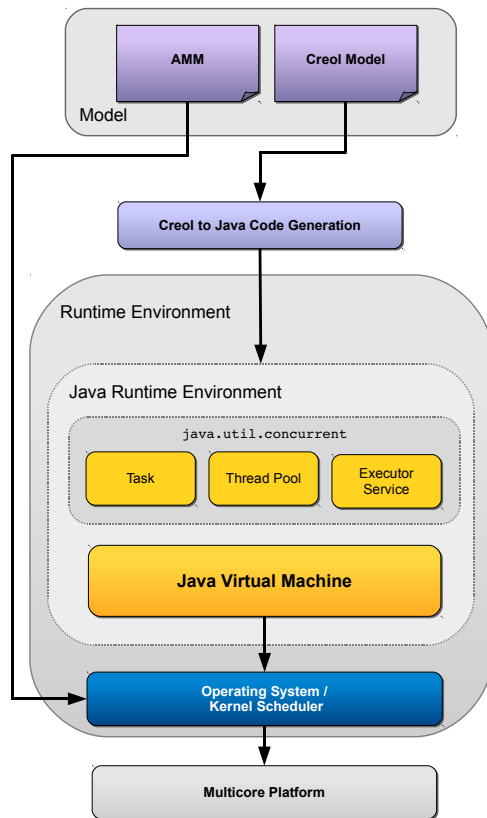 AMM
Creol Model
Model
Creol to Java Code Generation
Runtime Environment
Java Runtime Environment
java.util.concurrent
Task
Thread Pool
Executor
Service
Java Virtual Machine
Operating System /
Kernel Scheduler
Multicore Platform